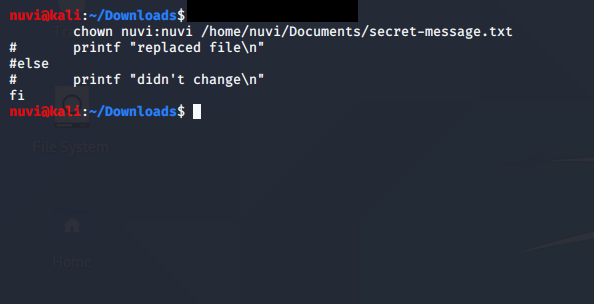 nuvi@kali:~/Downloads$
        chown nuvi:nuvi /home/nuvi/Documents/secret-message.txt
#       printf "replaced file\n"
#else
#       printf "didn't change\n"
fi
nuvi@kali:~/Downloads$
File System
Home